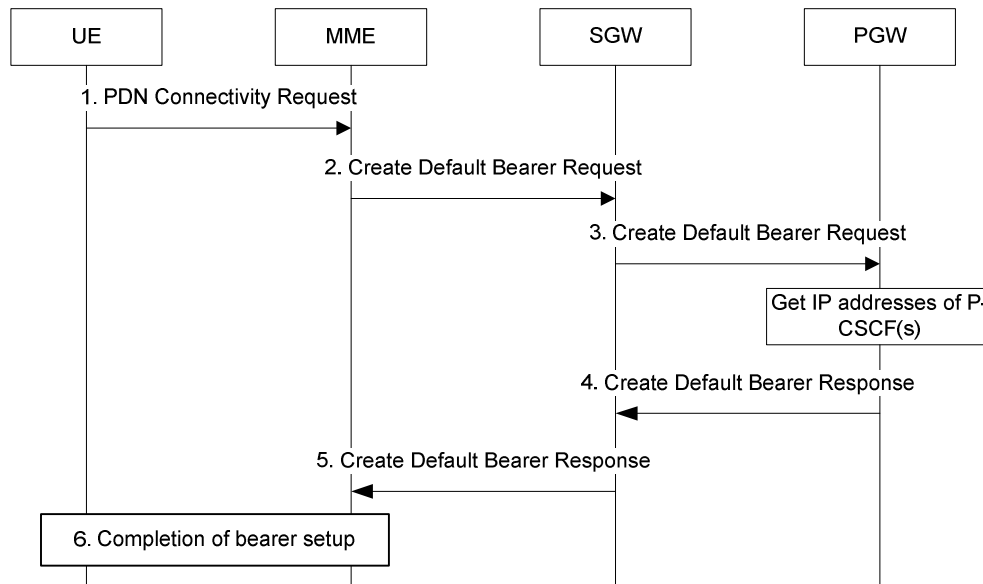 UE
MME
SGW
PGW
1. PDN Connectivity Request
2. Create Default Bearer Request
3. Create Default Bearer Request
Get IP addresses of P-
CSCF(s)
4. Create Default Bearer Response
5. Create Default Bearer Response
6. Completion of bearer setup